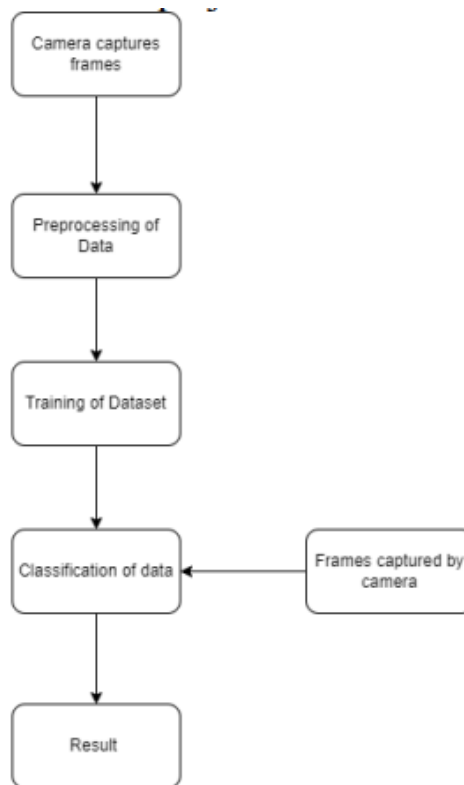 Camera captures
frames
Preprocessing of
Data
Training of Dataset
Classification of data
Frames captured by
camera
Result